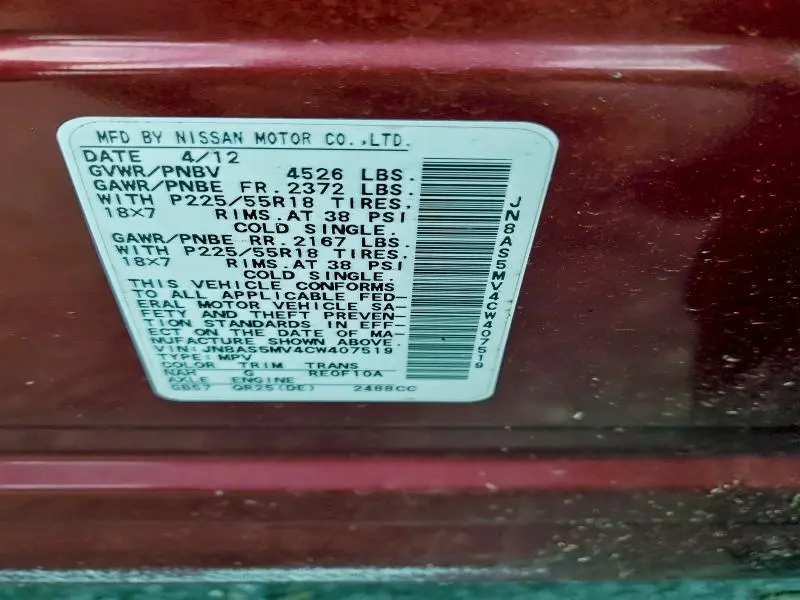 MFD BY NISSAN MOTOR CO.,LTD.
DATE 4/12
GVWR/PNBV 4526 LBS.
GAWR/PNBE FR. 2372 LBS.
WITH P225/55R18 TIRES.
18X7 RIMS.AT 38 PSI
COLD SINGLE.
GAWR/PNBE RR. 2167 LBS.
WITH P225/55R18 TIRES.
18X7 RIMS.AT 38 PSI
COLD SINGLE.
THIS VEHICLE CONFORMS
TO ALL APPLICABLE FED-
ERAL MOTOR VEHICLE SA-
FETY AND THEFT PREVEN-
TION STANDARDS IN EFF-
ECT ON THE DATE OF MA-
NUFACTURE SHOWN ABOVE.
VIN: JN8AS5MV4CW407519
TYPE: MPV
COLOR TRIM TRANS
NAH G RE0F10A
AXLE ENGINE
GB57 QR25(DE) 2488CC
JN8AS5MV4CW407519